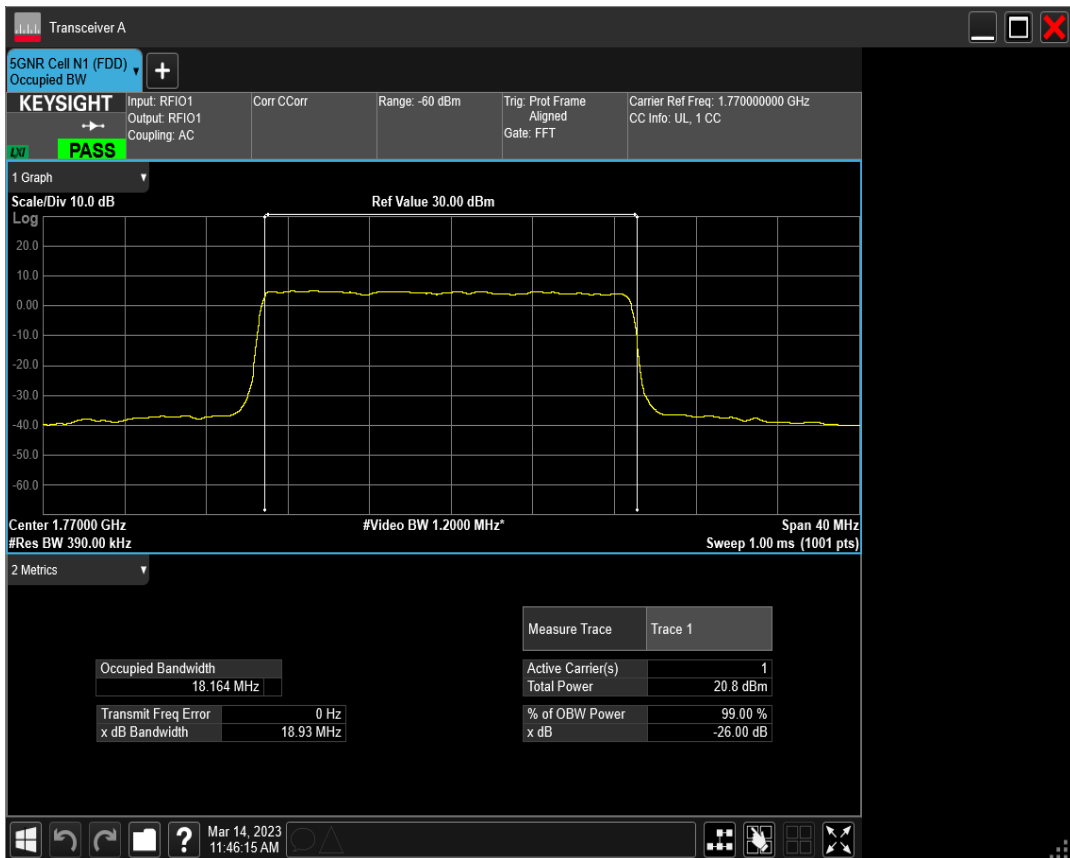 Transceiver A
5GNR Cell N1 (FDD)
Occupied BW
KEYSIGHT
LXI
PASS
Input: RFIO1
Output: RFIO1
Coupling: AC
Corr CCorr
Range: -60 dBm
Trig: Prot Frame
Aligned
Gate: FFT
Carrier Ref Freq: 1.770000000 GHz
CC Info: UL, 1 CC
1 Graph
Scale/Div 10.0 dB
Ref Value 30.00 dBm
Log
20.0
10.0
0.00
-10.0
-20.0
-30.0
-40.0
-50.0
-60.0
Center 1.77000 GHz
#Video BW 1.2000 MHz*
Span 40 MHz
#Res BW 390.00 kHz
Sweep 1.00 ms (1001 pts)
2 Metrics
Measure Trace Trace 1
Occupied Bandwidth
18.164 MHz
Active Carrier(s) 1
Total Power 20.8 dBm
Transmit Freq Error 0 Hz
x dB Bandwidth 18.93 MHz
% of OBW Power 99.00 %
x dB -26.00 dB
?
Mar 14, 2023
11:46:15 AM